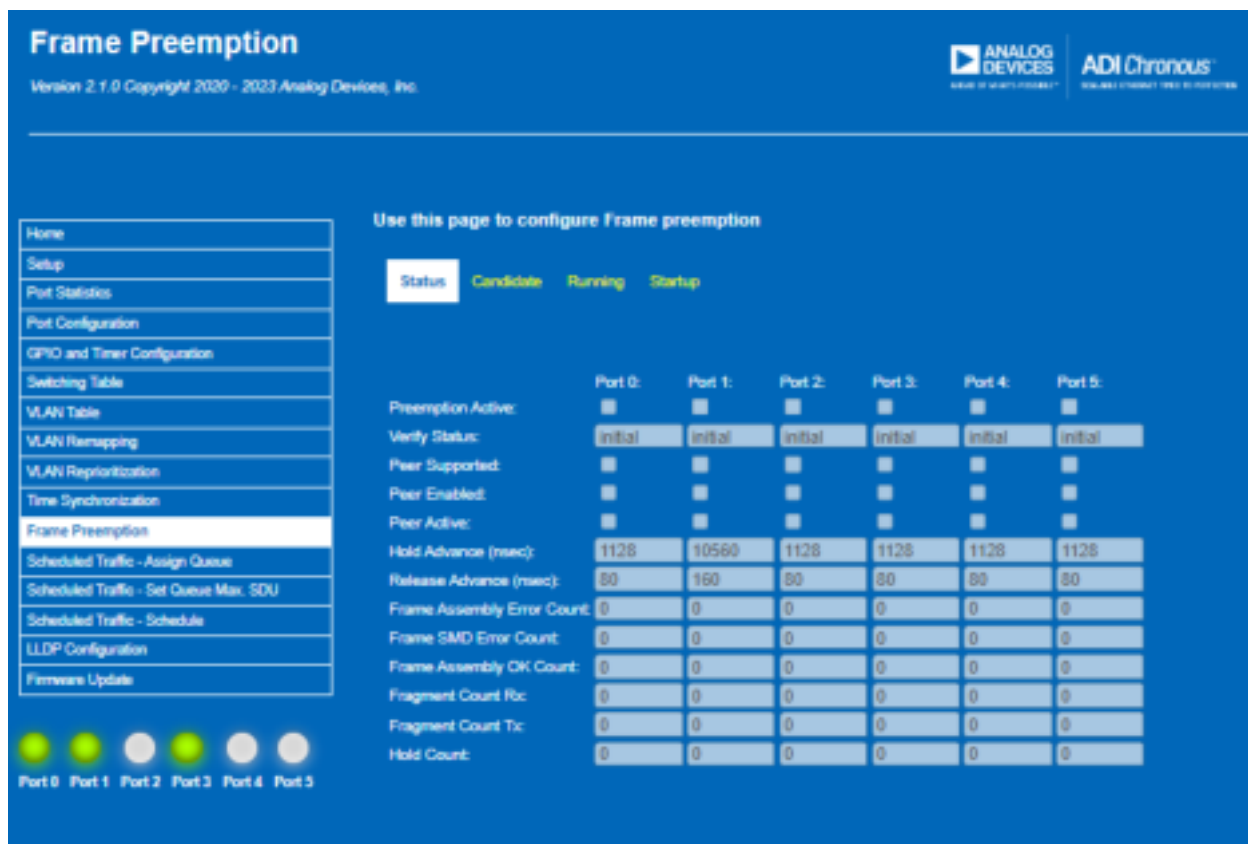 Frame Preemption
Version 2.1.0 Copyright 2020 - 2023 Analog Devices, Inc.
ANALOG DEVICES
AHEAD OF WHAT'S POSSIBLE™
ADI Chronous™
Home
Setup
Port Statistics
Port Configuration
GPIO and Timer Configuration
Switching Table
VLAN Table
VLAN Remapping
VLAN Reprioritization
Time Synchronization
Frame Preemption
Scheduled Traffic - Assign Queue
Scheduled Traffic - Set Queue Max. SDU
Scheduled Traffic - Schedule
LLDP Configuration
Firmware Update
Port 0 Port 1 Port 2 Port 3 Port 4 Port 5
Use this page to configure Frame preemption
Status Candidate Running Startup
Port 0: Port 1: Port 2: Port 3: Port 4: Port 5:
Preemption Active:
Verify Status: initial initial initial initial initial initial
Peer Supported:
Peer Enabled:
Peer Active:
Hold Advance (nsec): 1128 10560 1128 1128 1128 1128
Release Advance (nsec): 80 160 80 80 80 80
Frame Assembly Error Count: 0 0 0 0 0 0
Frame SMD Error Count: 0 0 0 0 0 0
Frame Assembly OK Count: 0 0 0 0 0 0
Fragment Count Rx: 0 0 0 0 0 0
Fragment Count Tx: 0 0 0 0 0 0
Hold Count: 0 0 0 0 0 0